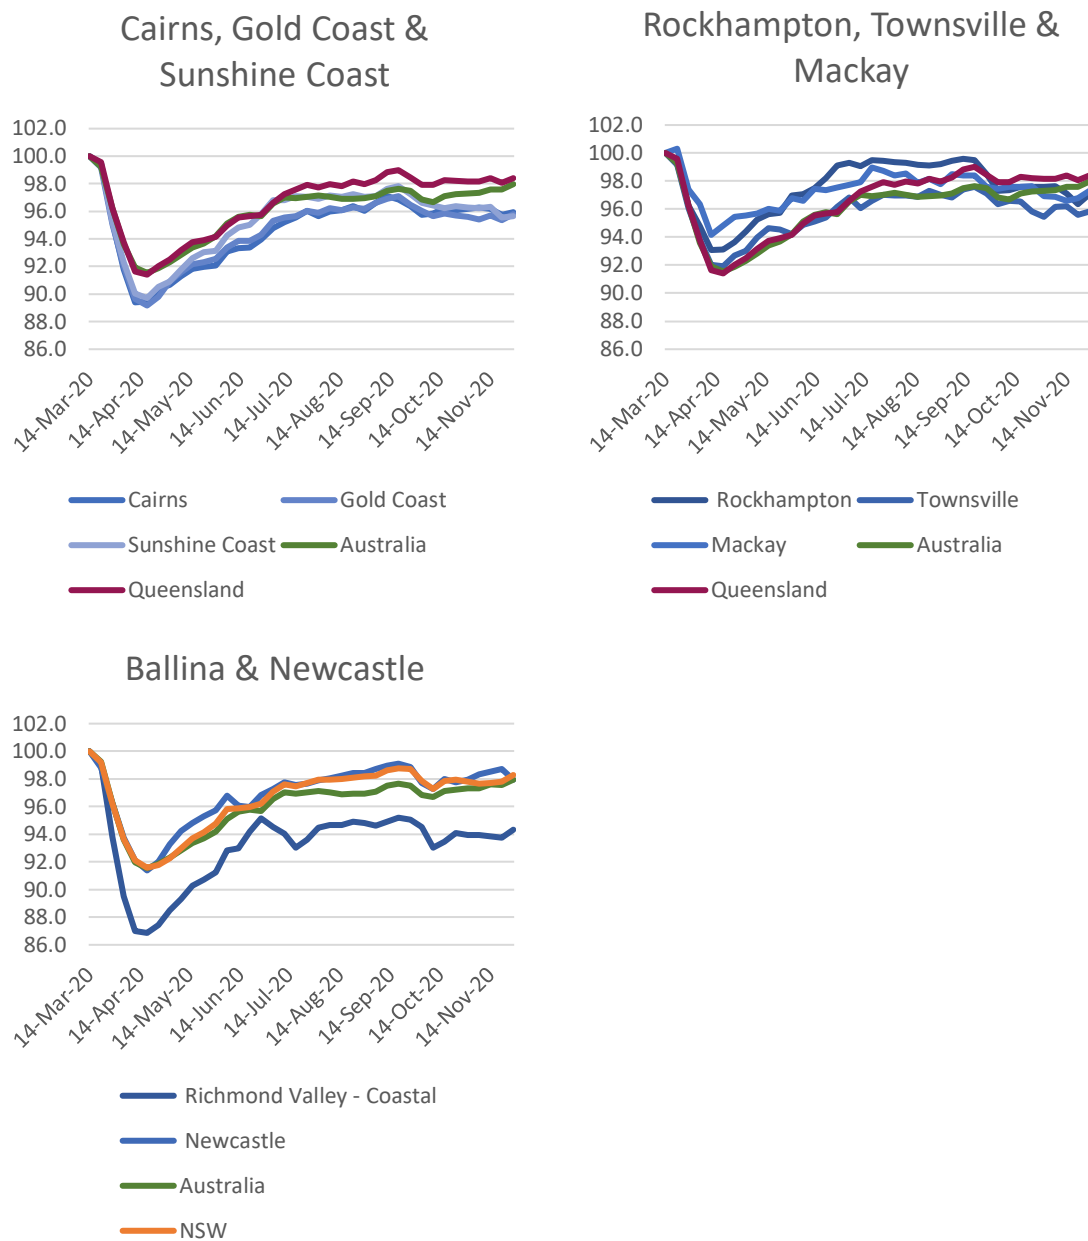 Cairns, Gold Coast &
Sunshine Coast
102.0
100.0
98.0
96.0
94.0
92.0
90.0
88.0
86.0
14-Mar-20
14-Apr-20
14-May-20
14-Jun-20
14-Jul-20
14-Aug-20
14-Sep-20
14-Oct-20
14-Nov-20
Cairns
Gold Coast
Sunshine Coast
Australia
Queensland
Rockhampton, Townsville &
Mackay
102.0
100.0
98.0
96.0
94.0
92.0
90.0
88.0
86.0
14-Mar-20
14-Apr-20
14-May-20
14-Jun-20
14-Jul-20
14-Aug-20
14-Sep-20
14-Oct-20
14-Nov-20
Rockhampton
Townsville
Mackay
Australia
Queensland
Ballina & Newcastle
102.0
100.0
98.0
96.0
94.0
92.0
90.0
88.0
86.0
14-Mar-20
14-Apr-20
14-May-20
14-Jun-20
14-Jul-20
14-Aug-20
14-Sep-20
14-Oct-20
14-Nov-20
Richmond Valley - Coastal
Newcastle
Australia
NSW